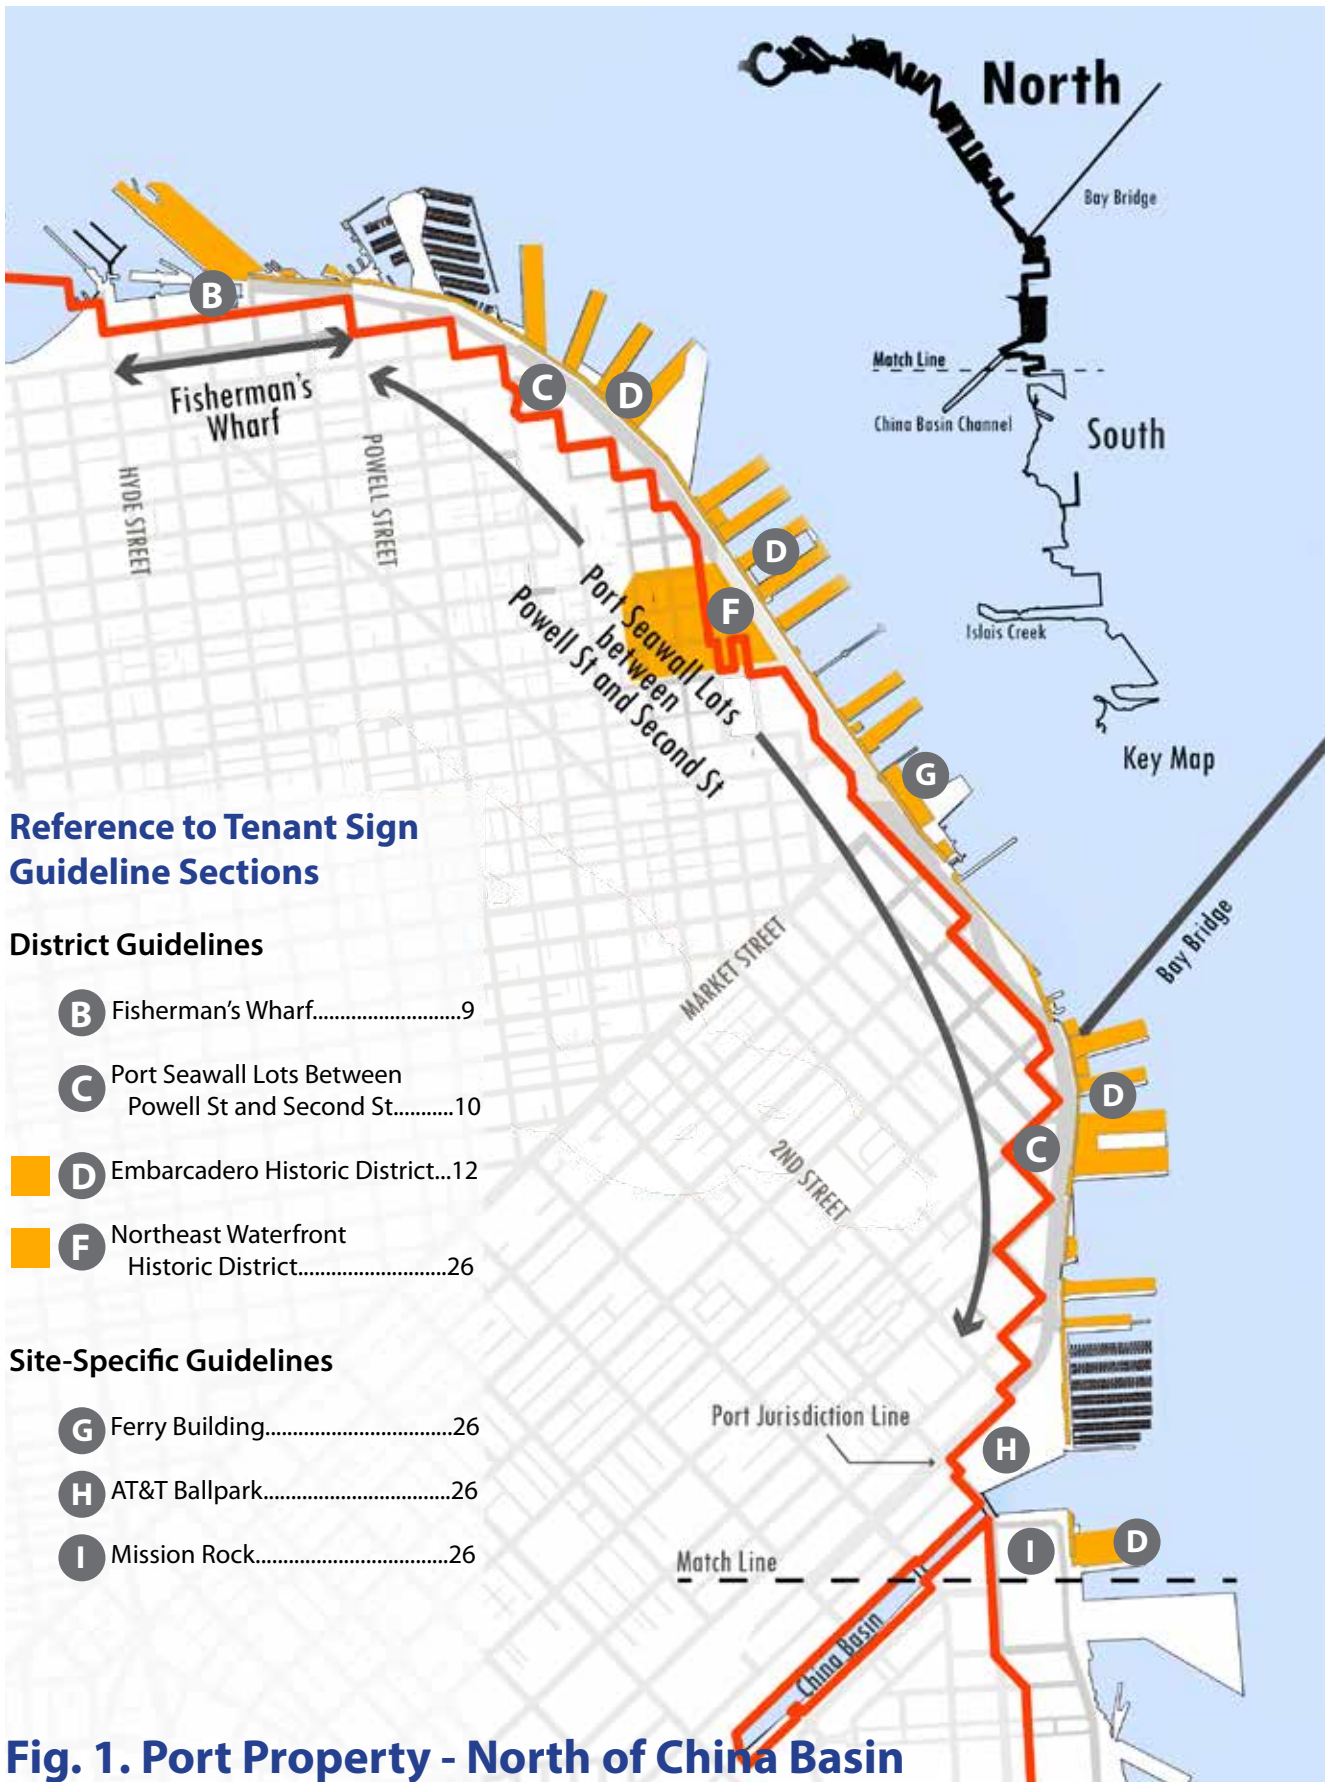 North
Bay Bridge
Match Line
China Basin Channel
South
Islais Creek
Key Map
B
Fisherman's
Wharf
C
D
HYDE STREET
POWELL STREET
D
F
Port Seawall Lots
between
Powell St and Second St
G
Bay Bridge
MARKET STREET
D
C
2ND STREET
Port Jurisdiction Line
H
I
D
Match Line
China Basin
Reference to Tenant Sign
Guideline Sections
District Guidelines
B Fisherman's Wharf...........................9
C Port Seawall Lots Between
Powell St and Second St...........10
D Embarcadero Historic District...12
F Northeast Waterfront
Historic District...........................26
Site-Specific Guidelines
G Ferry Building..................................26
H AT&T Ballpark..................................26
I Mission Rock...................................26
Fig. 1. Port Property - North of China Basin